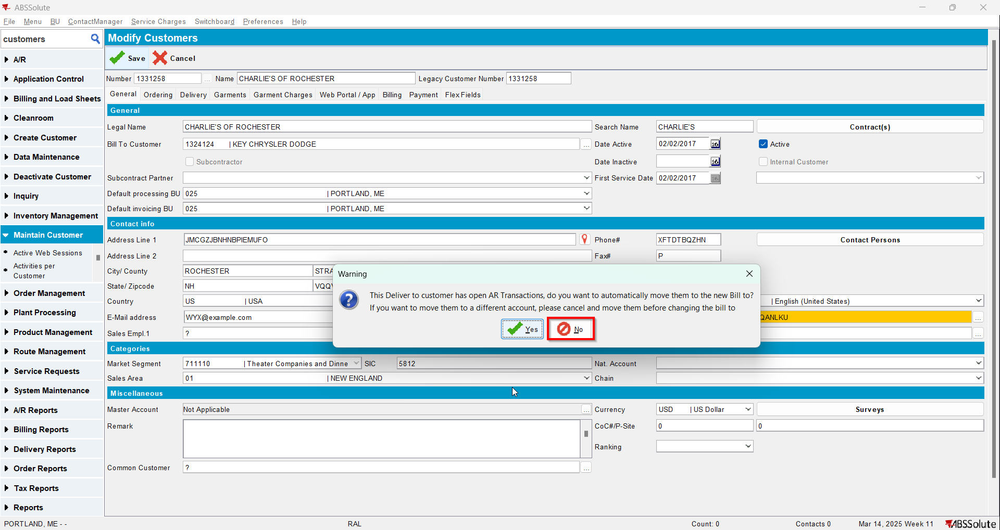 ABSSolute
File Menu BU ContactManager Service Charges Switchboard Preferences Help
customers
A/R
Application Control
Billing and Load Sheets
Cleanroom
Create Customer
Data Maintenance
Deactivate Customer
Inquiry
Inventory Management
Maintain Customer
Active Web Sessions
Activities per
Customer
Order Management
Plant Processing
Product Management
Route Management
Service Requests
System Maintenance
A/R Reports
Billing Reports
Delivery Reports
Order Reports
Tax Reports
Reports
Modify Customers
Save Cancel
Number 1331258 ... Name CHARLIE'S OF ROCHESTER Legacy Customer Number 1331258
General Ordering Delivery Garments Garment Charges Web Portal / App Billing Payment Flex Fields
General
Legal Name CHARLIE'S OF ROCHESTER Search Name CHARLIE'S Contract(s)
Bill To Customer 1324124 | KEY CHRYSLER DODGE ... Date Active 02/02/2017 16 Active
Subcontractor Date Inactive 16 Internal Customer
Subcontract Partner First Service Date 02/02/2017 16
Default processing BU 025 | PORTLAND, ME
Default invoicing BU 025 | PORTLAND, ME
Contact info
Address Line 1 JMCGZJBNHNBPIEMUFO Phone# XFTDTBQZHN Contact Persons
Address Line 2 Fax# P
City/ County ROCHESTER STRA
State/ Zipcode NH VQQ
Country US | USA | English (United States)
E-Mail address WYX@example.com QANLKU ...
Sales Empl.1 ? ...
Warning
This Deliver to customer has open AR Transactions, do you want to automatically move them to the new Bill to?
If you want to move them to a different account, please cancel and move them before changing the bill to
Yes No
Categories
Market Segment 711110 | Theater Companies and Dinne SIC 5812 Nat. Account
Sales Area 01 | NEW ENGLAND Chain
Miscellaneous
Master Account Not Applicable ... Currency USD | US Dollar Surveys
Remark CoC#/P-Site 0 0
Ranking
Common Customer ? ...
PORTLAND, ME - - RAL Count: 0 Contacts 0 Mar 14, 2025 Week 11 ABSSolute